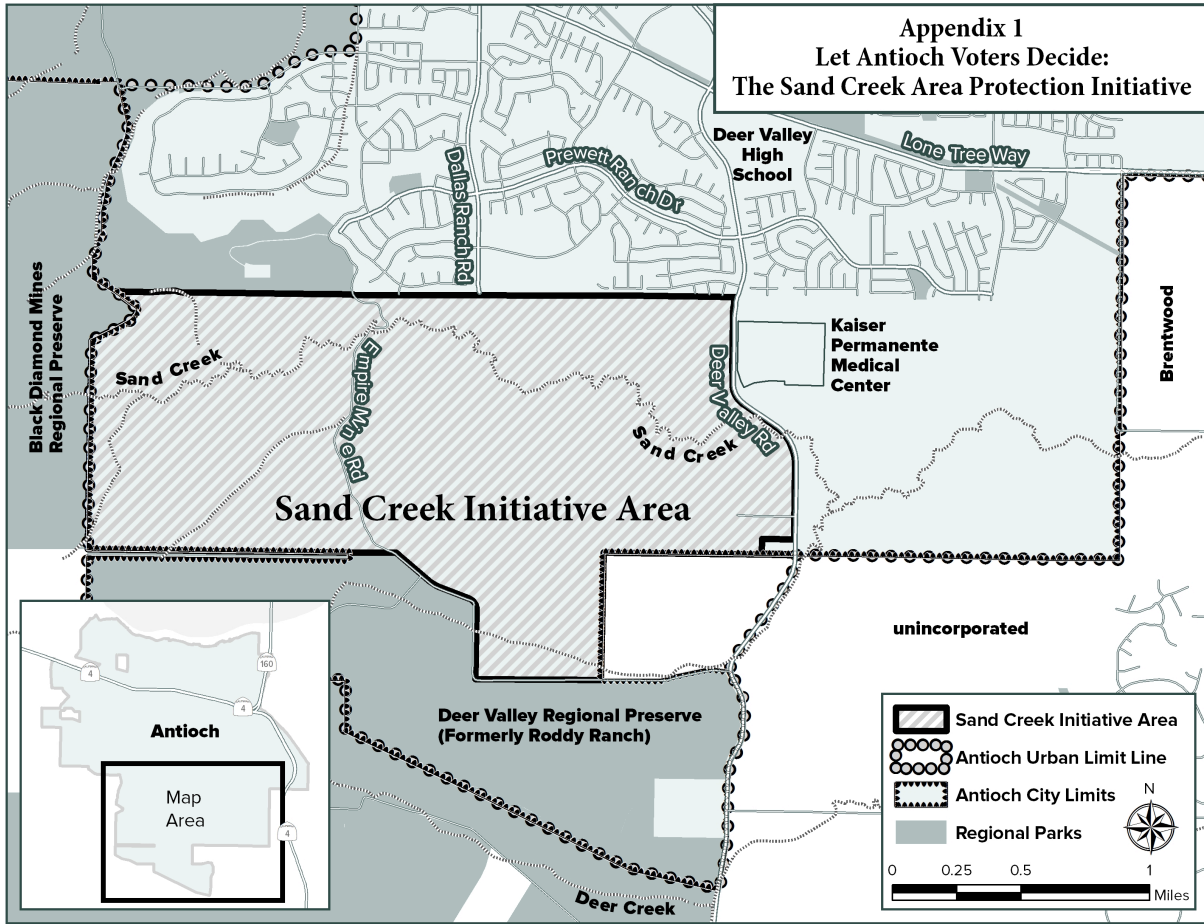 Appendix 1
Let Antioch Voters Decide:
The Sand Creek Area Protection Initiative
Deer Valley
High
School
Lone Tree Way
Prewett Ranch Dr
Dallas Ranch Rd
Black Diamond Mines
Regional Preserve
Brentwood
Kaiser
Permanente
Medical
Center
Sand Creek
Empire Mine Rd
Deer Valley Rd
Sand Creek
Sand Creek Initiative Area
unincorporated
Deer Valley Regional Preserve
(Formerly Roddy Ranch)
Deer Creek
160
4
4
Antioch
Map
Area
4
Sand Creek Initiative Area
Antioch Urban Limit Line
Antioch City Limits
Regional Parks
N
0 0.25 0.5 1
Miles